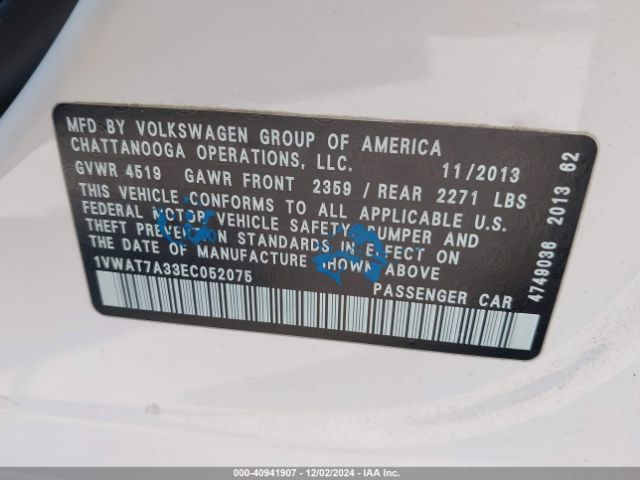 MFD BY VOLKSWAGEN GROUP OF AMERICA
CHATTANOOGA OPERATIONS, LLC. 11/2013
GVWR 4519 GAWR FRONT 2359 / REAR 2271 LBS
THIS VEHICLE CONFORMS TO ALL APPLICABLE U.S.
FEDERAL MOTOR VEHICLE SAFETY, BUMPER AND
THEFT PREVENTION STANDARDS IN EFFECT ON
THE DATE OF MANUFACTURE SHOWN ABOVE
1VWAT7A33EC052075 PASSENGER CAR
4749036 2013 62
000-40941907 - 12/02/2024 - IAAI.COM